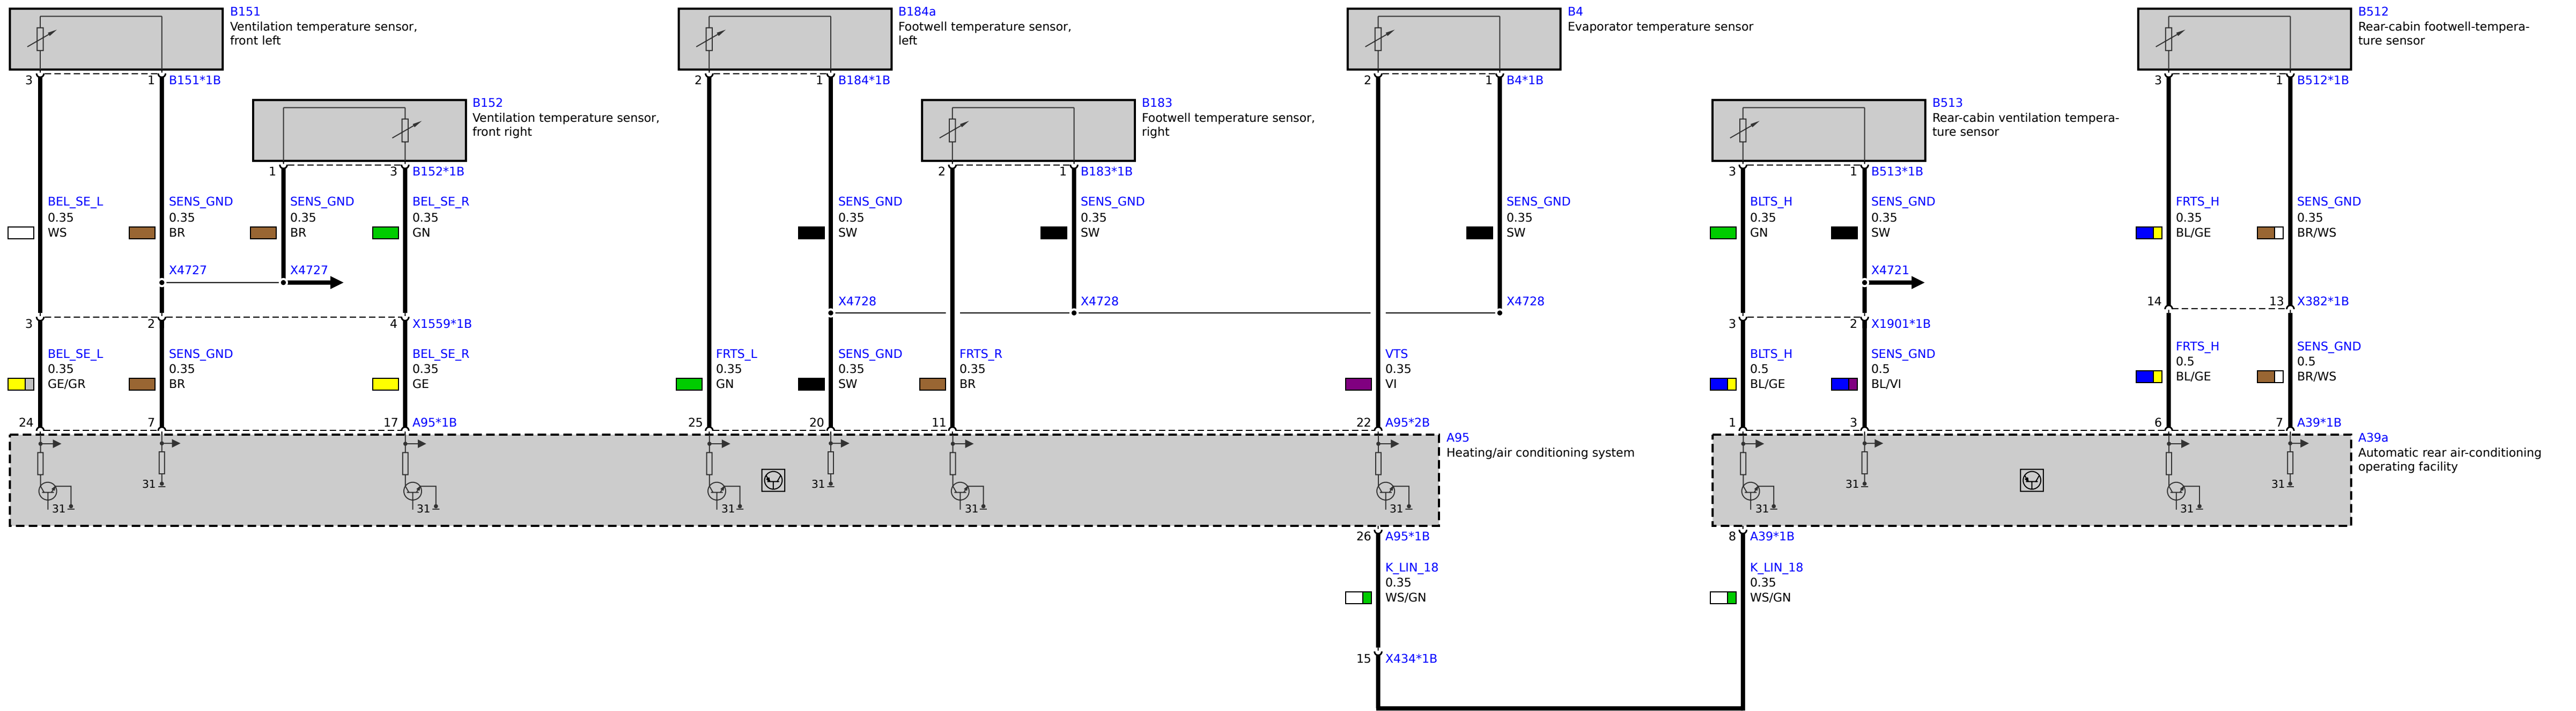 B151
Ventilation temperature sensor,
front left
B184a
Footwell temperature sensor,
left
B4
Evaporator temperature sensor
B512
Rear-cabin footwell-tempera-
ture sensor
3 1 B151*1B
2 1 B184*1B
2 1 B4*1B
3 1 B512*1B
B152
Ventilation temperature sensor,
front right
B183
Footwell temperature sensor,
right
B513
Rear-cabin ventilation tempera-
ture sensor
1 3 B152*1B
2 1 B183*1B
3 1 B513*1B
BEL_SE_L SENS_GND SENS_GND BEL_SE_R SENS_GND SENS_GND SENS_GND BLTS_H SENS_GND FRTS_H SENS_GND
0.35 0.35 0.35 0.35 0.35 0.35 0.35 0.35 0.35 0.35 0.35
WS BR BR GN SW SW SW GN SW BL/GE BR/WS
X4727 X4727 X4721
X4728 X4728 X4728 14 13 X382*1B
3 2 4 X1559*1B 3 2 X1901*1B
BEL_SE_L SENS_GND BEL_SE_R FRTS_L SENS_GND FRTS_R VTS BLTS_H SENS_GND FRTS_H SENS_GND
0.35 0.35 0.35 0.35 0.35 0.35 0.35 0.5 0.5 0.5 0.5
GE/GR BR GE GN SW BR VI BL/GE BL/VI BL/GE BR/WS
24 7 17 A95*1B 25 20 11 22 A95*2B 1 3 6 7 A39*1B
A95
Heating/air conditioning system
A39a
Automatic rear air-conditioning
operating facility
31 31 31 31
31 31 31 31 31 31 31
26 A95*1B 8 A39*1B
K_LIN_18 K_LIN_18
0.35 0.35
WS/GN WS/GN
15 X434*1B